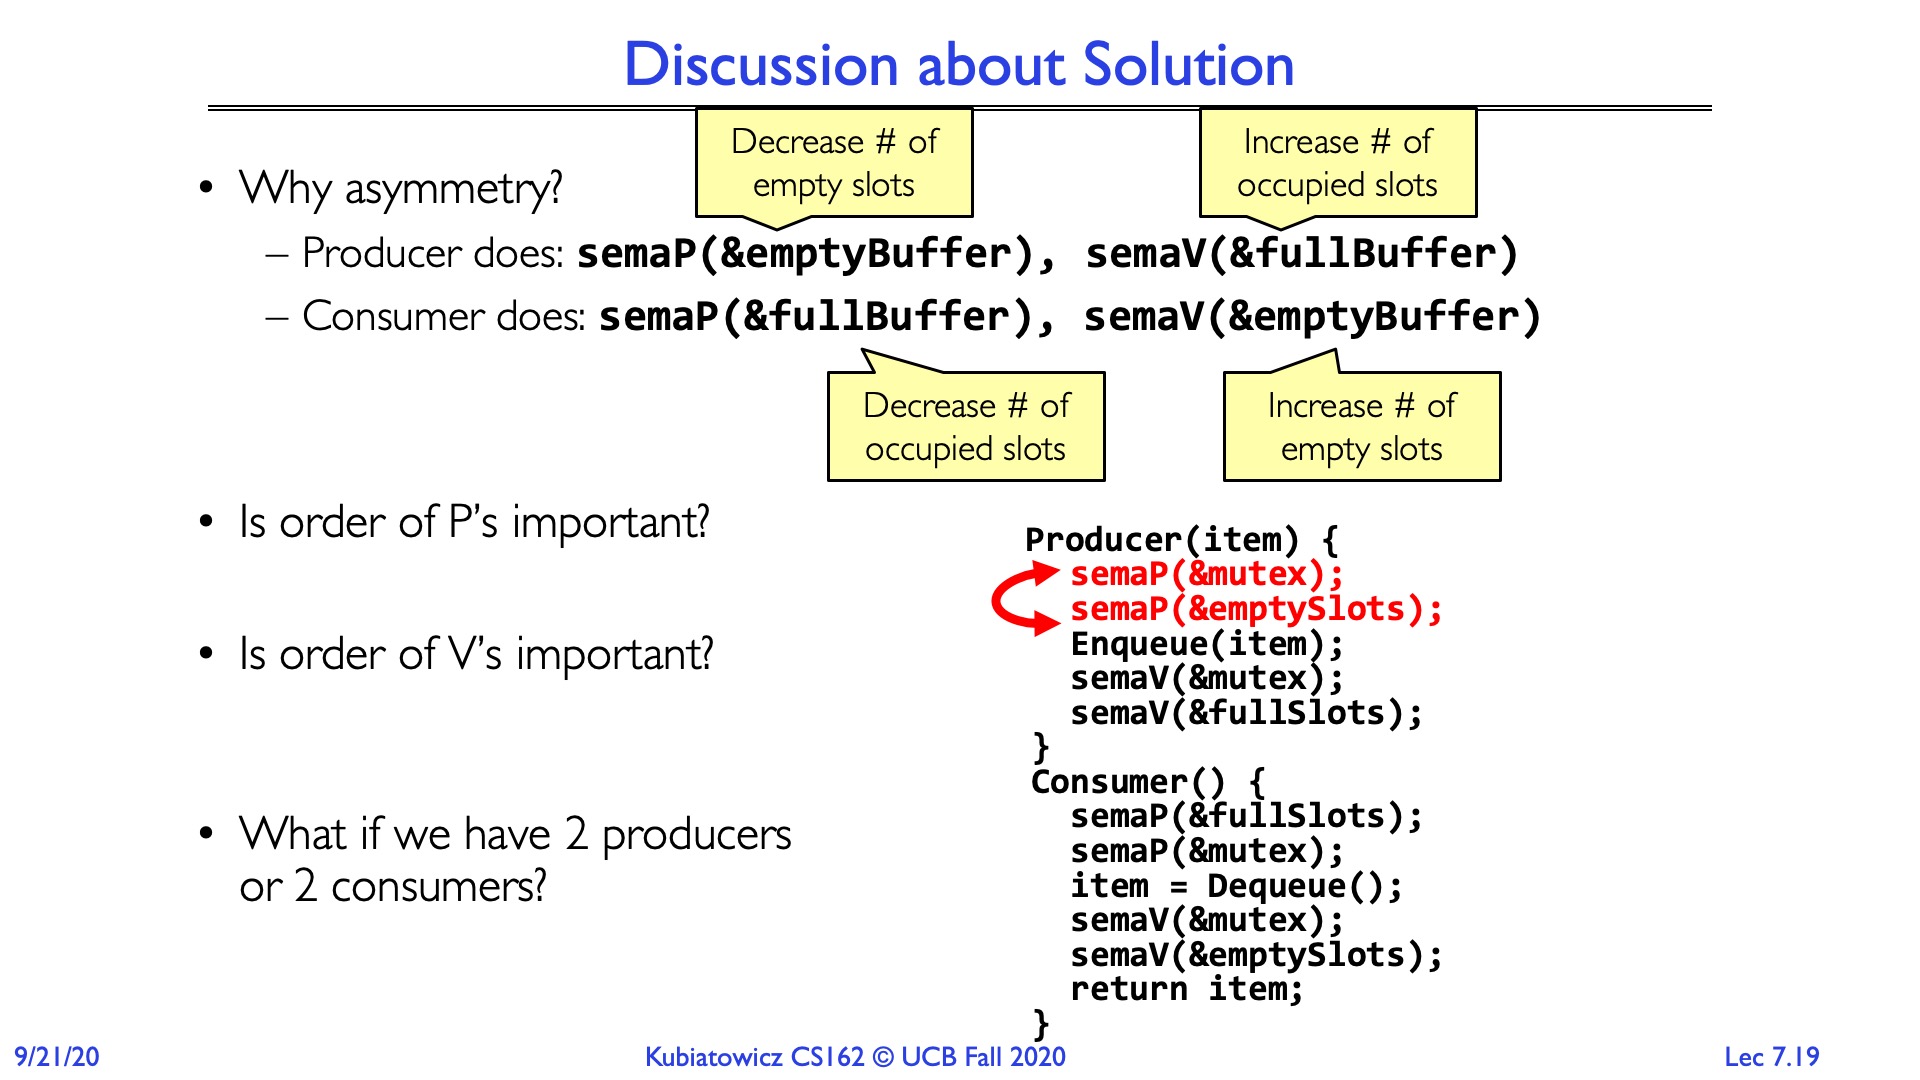 Discussion about Solution
Decrease # of
empty slots
Increase # of
occupied slots
• Why asymmetry?
– Producer does: semaP(&emptyBuffer), semaV(&fullBuffer)
– Consumer does: semaP(&fullBuffer), semaV(&emptyBuffer)
Decrease # of
occupied slots
Increase # of
empty slots
• Is order of P's important?
• Is order of V's important?
• What if we have 2 producers
or 2 consumers?
Producer(item) {
semaP(&mutex);
semaP(&emptySlots);
Enqueue(item);
semaV(&mutex);
semaV(&fullSlots);
}
Consumer() {
semaP(&fullSlots);
semaP(&mutex);
item = Dequeue();
semaV(&mutex);
semaV(&emptySlots);
return item;
}
9/21/20
Kubiatowicz CS162 © UCB Fall 2020
Lec 7.19